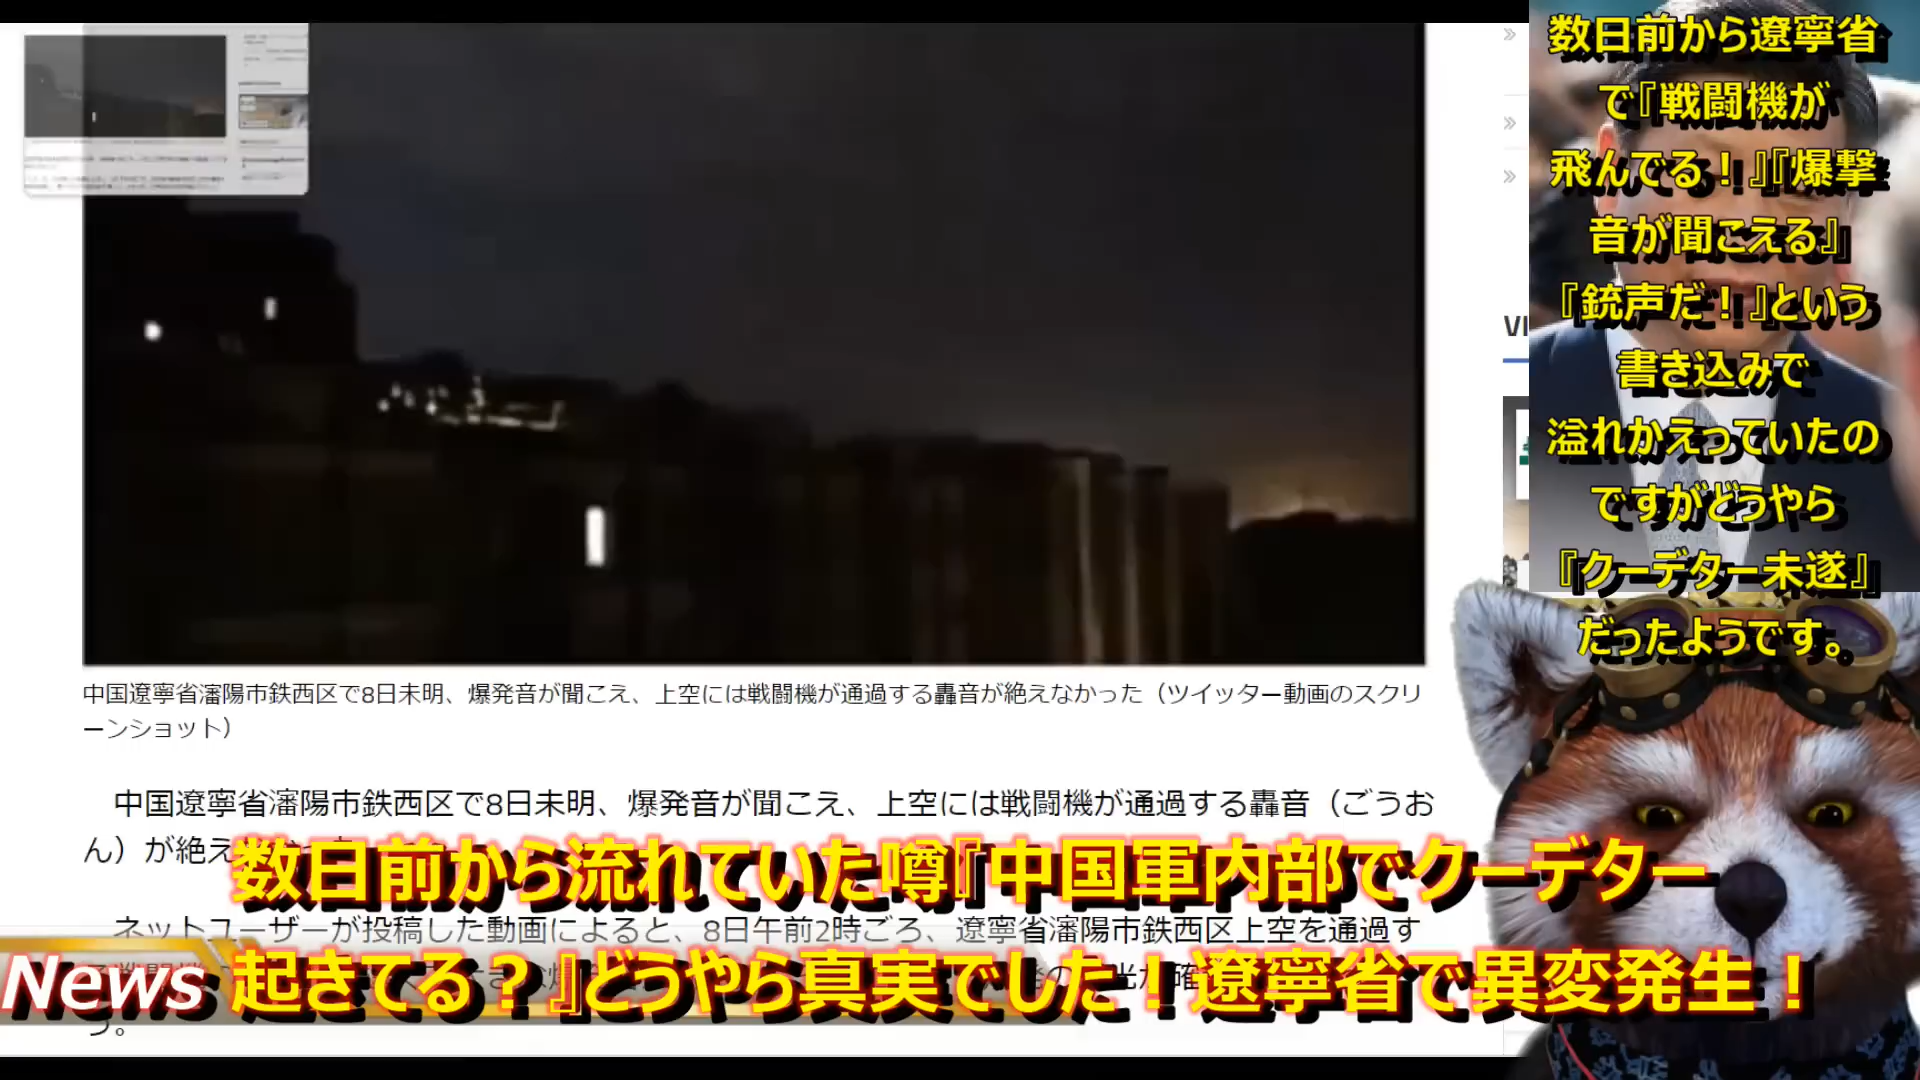 数日前から遼寧省
で『戦闘機が
飛んでる！』『爆撃
音が聞こえる』
『銃声だ！』という
書き込みで
溢れかえっていたの
ですがどうやら
『クーデター未遂』
だったようです。
VI
中国遼寧省瀋陽市鉄西区で8日未明、爆発音が聞こえ、上空には戦闘機が通過する轟音が絶えなかった（ツイッター動画のスクリ
ーンショット）
中国遼寧省瀋陽市鉄西区で8日未明、爆発音が聞こえ、上空には戦闘機が通過する轟音（ごうお
ん）が絶え
数日前から流れていた噂『中国軍内部でクーデター
ネットユーザーが投稿した動画によると、8日午前2時ごろ、遼寧省瀋陽市鉄西区上空を通過す
News
起きてる？』どうやら真実でした！遼寧省で異変発生！
う。